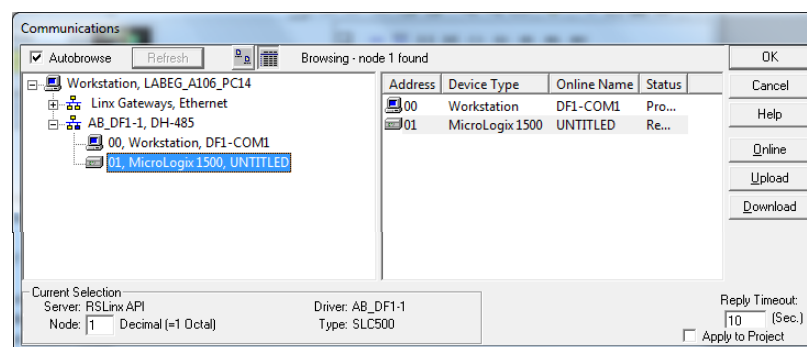 Communications
Autobrowse Refresh Browsing - node 1 found
Workstation, LABEG_A106_PC14
Linx Gateways, Ethernet
AB_DF1-1, DH-485
00, Workstation, DF1-COM1
01, MicroLogix 1500, UNTITLED
Address Device Type Online Name Status
00 Workstation DF1-COM1 Pro...
01 MicroLogix 1500 UNTITLED Re...
OK
Cancel
Help
Online
Upload
Download
Current Selection
Server: RSLinx API Driver: AB_DF1-1
Node: 1 Decimal (=1 Octal) Type: SLC500
Reply Timeout:
10 (Sec.)
Apply to Project